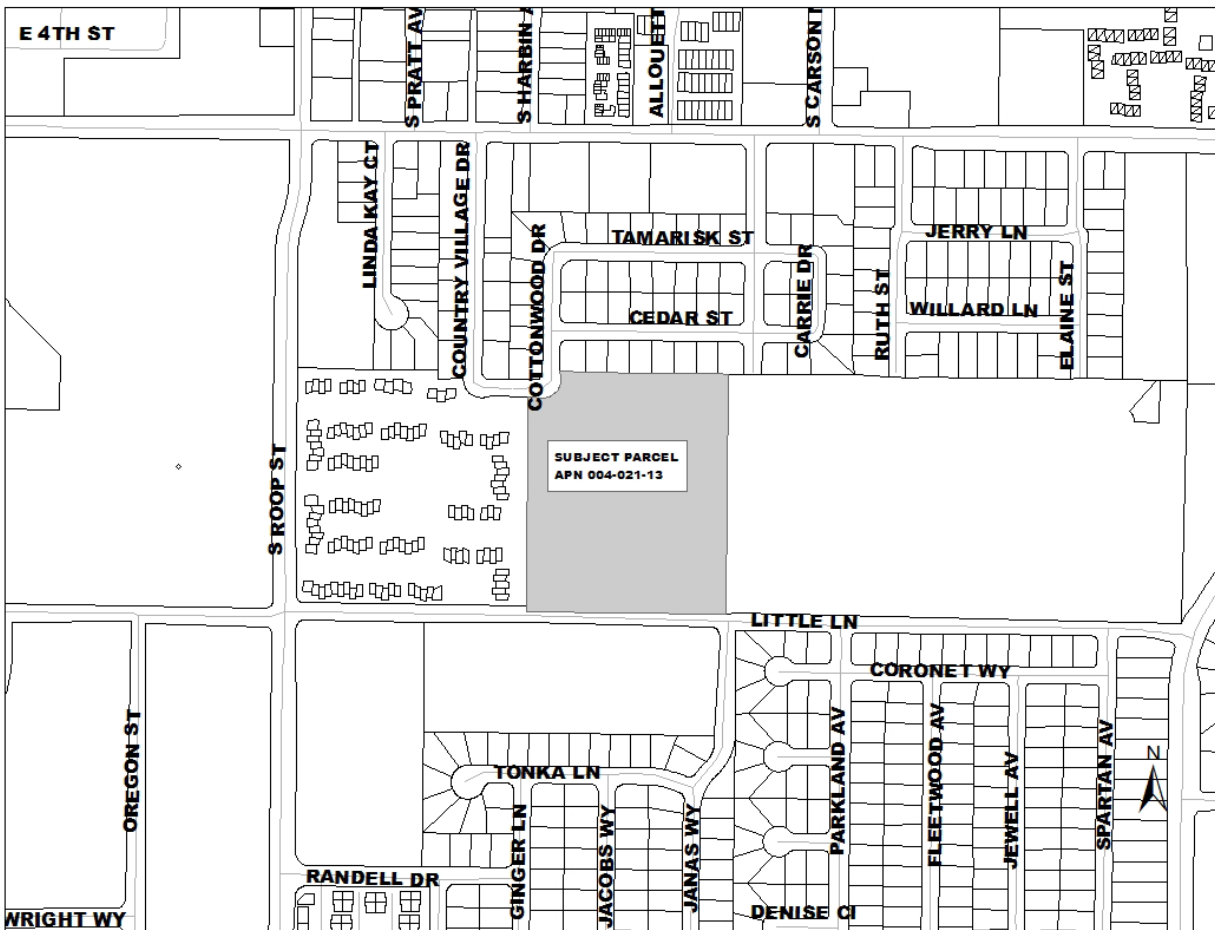 E 4TH ST
S PRATT AV
S HARBIN
ALLOUETT
S CARSON
LINDA KAY CT
COUNTRY VILLAGE DR
COTTONWOOD DR
TAMARISK ST
CEDAR ST
CARRIE DR
RUTH ST
JERRY LN
WILLARD LN
ELAINE ST
S ROOP ST
SUBJECT PARCEL
APN 004-021-13
LITTLE LN
CORONET WY
OREGON ST
TONKA LN
PARKLAND AV
FLEETWOOD AV
JEWELL AV
SPARTAN AV
N
GINGER LN
JACOBS WY
JANAS WY
RANDELL DR
WRIGHT WY
DENISE CI